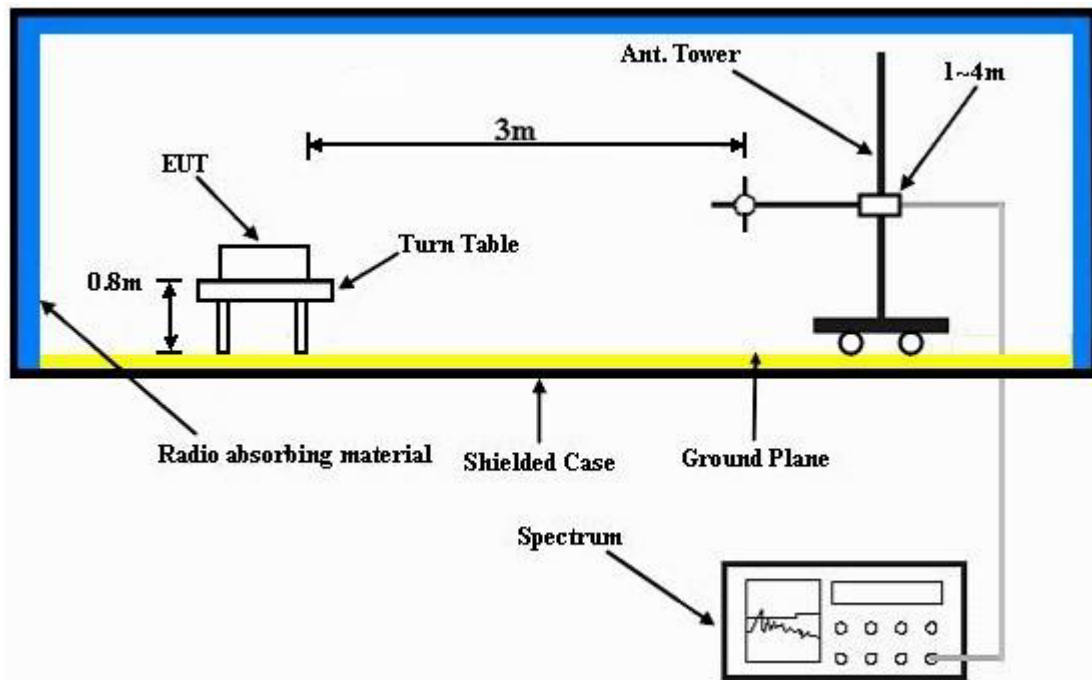 Ant. Tower
1~4m
3m
EUT
Turn Table
0.8m
Radio absorbing material
Shielded Case
Ground Plane
Spectrum